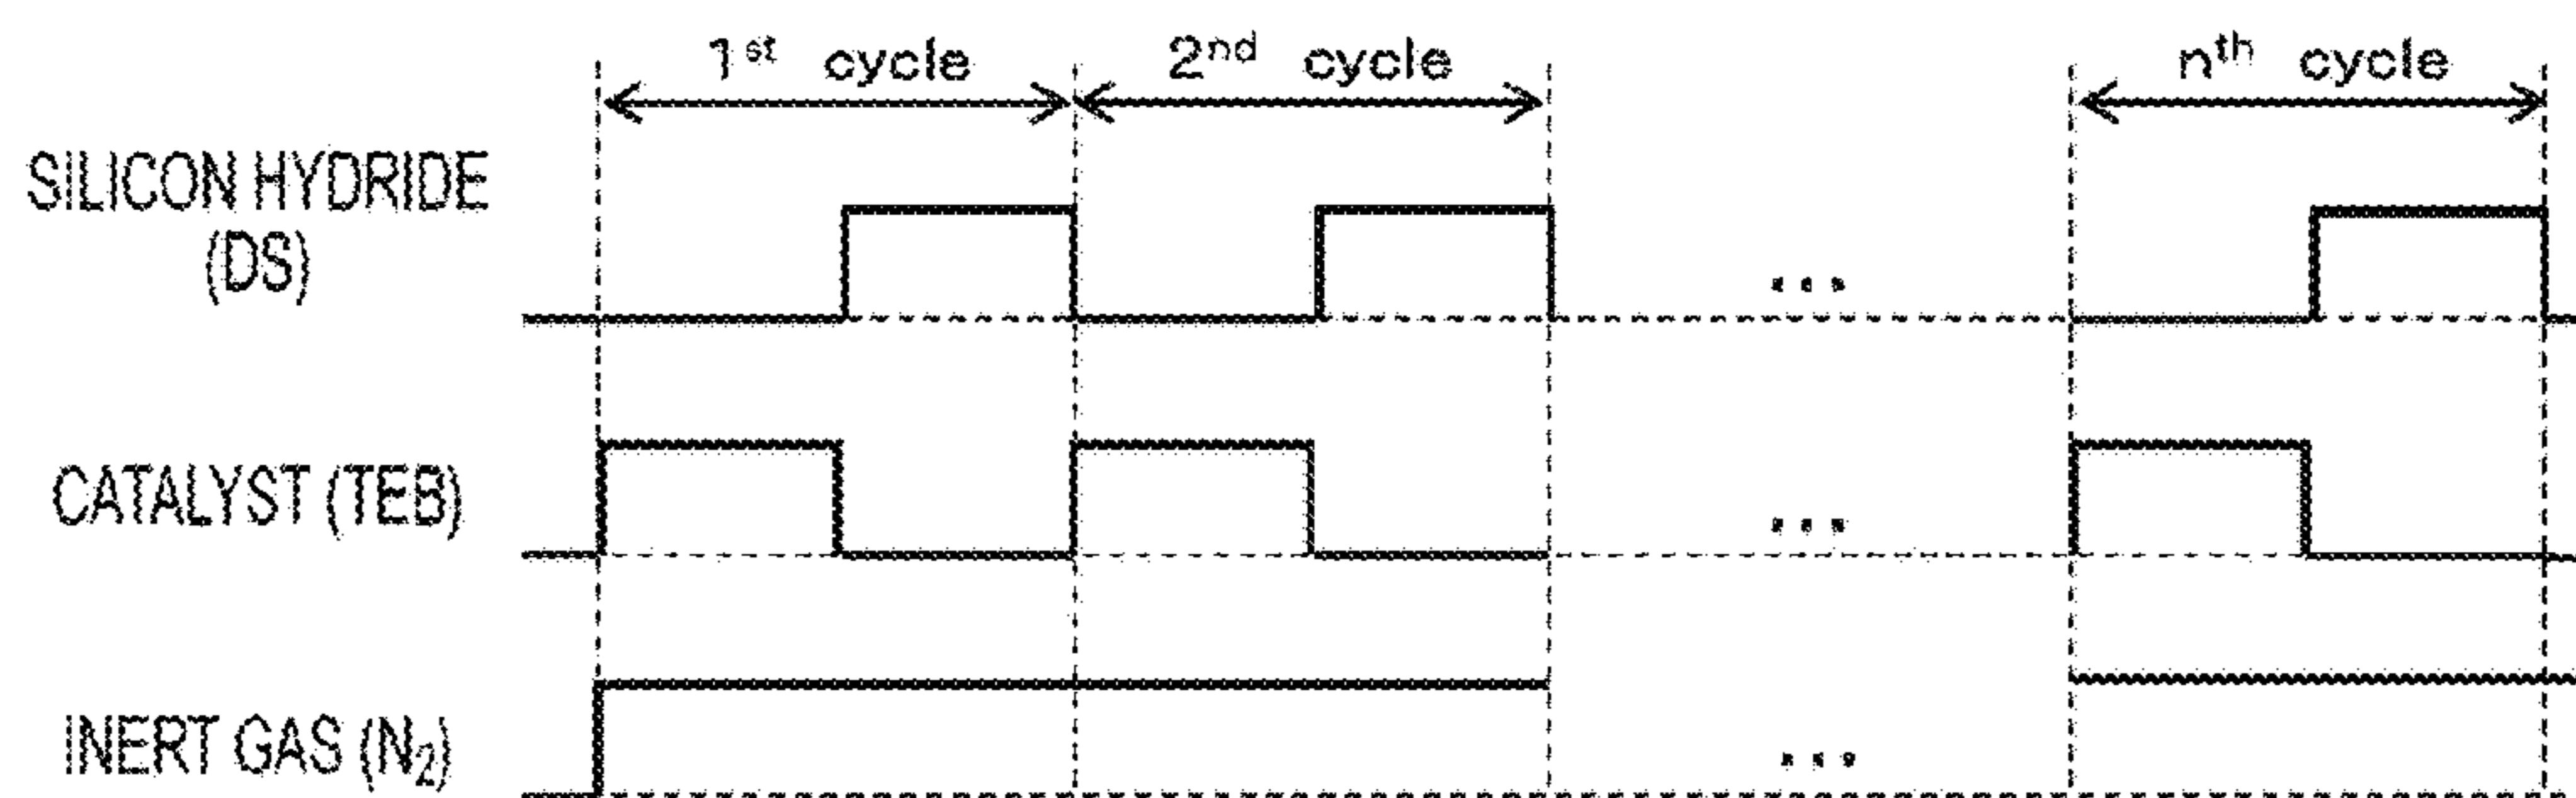 1st cycle
2nd cycle
nth cycle
SILICON HYDRIDE
(DS)
...
CATALYST (TEB)
...
INERT GAS (N2)
...